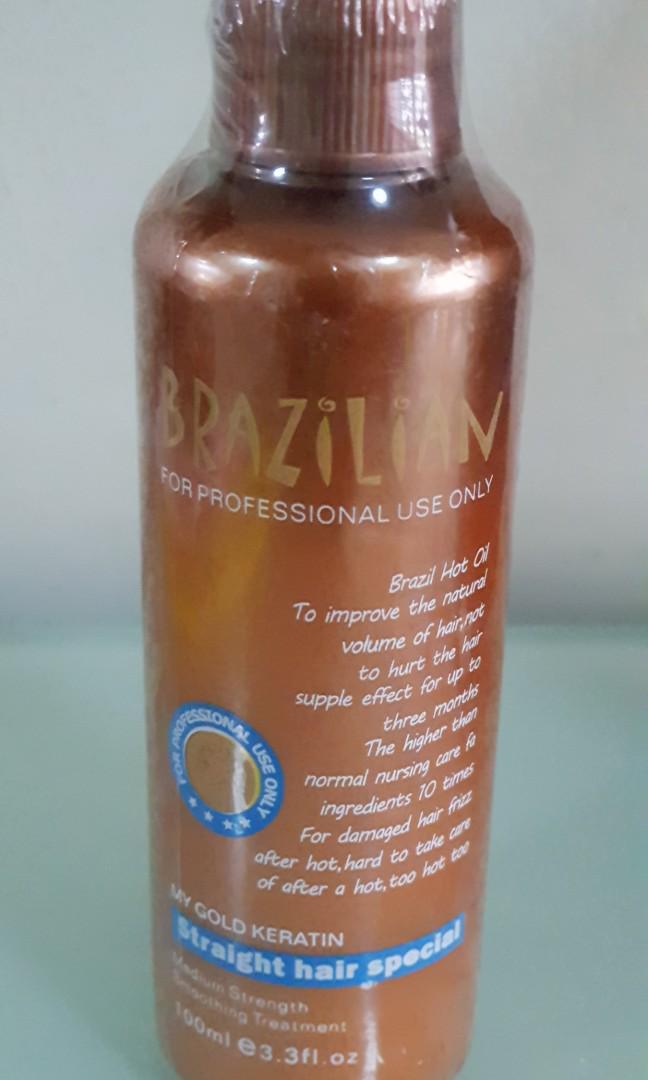 BRAZILIAN
FOR PROFESSIONAL USE ONLY
Brazil Hot Oil
To improve the natural
volume of hair,not
to hurt the hair
supple effect for up to
three months
The higher than
normal nursing care fa
ingredients 10 times
For damaged hair frizz
after hot,hard to take care
of after a hot,too hot too
FOR PROFESSIONAL USE ONLY
MY GOLD KERATIN
Straight hair special
Medium Strength
Smoothing Treatment
100ml e3.3fl.oz